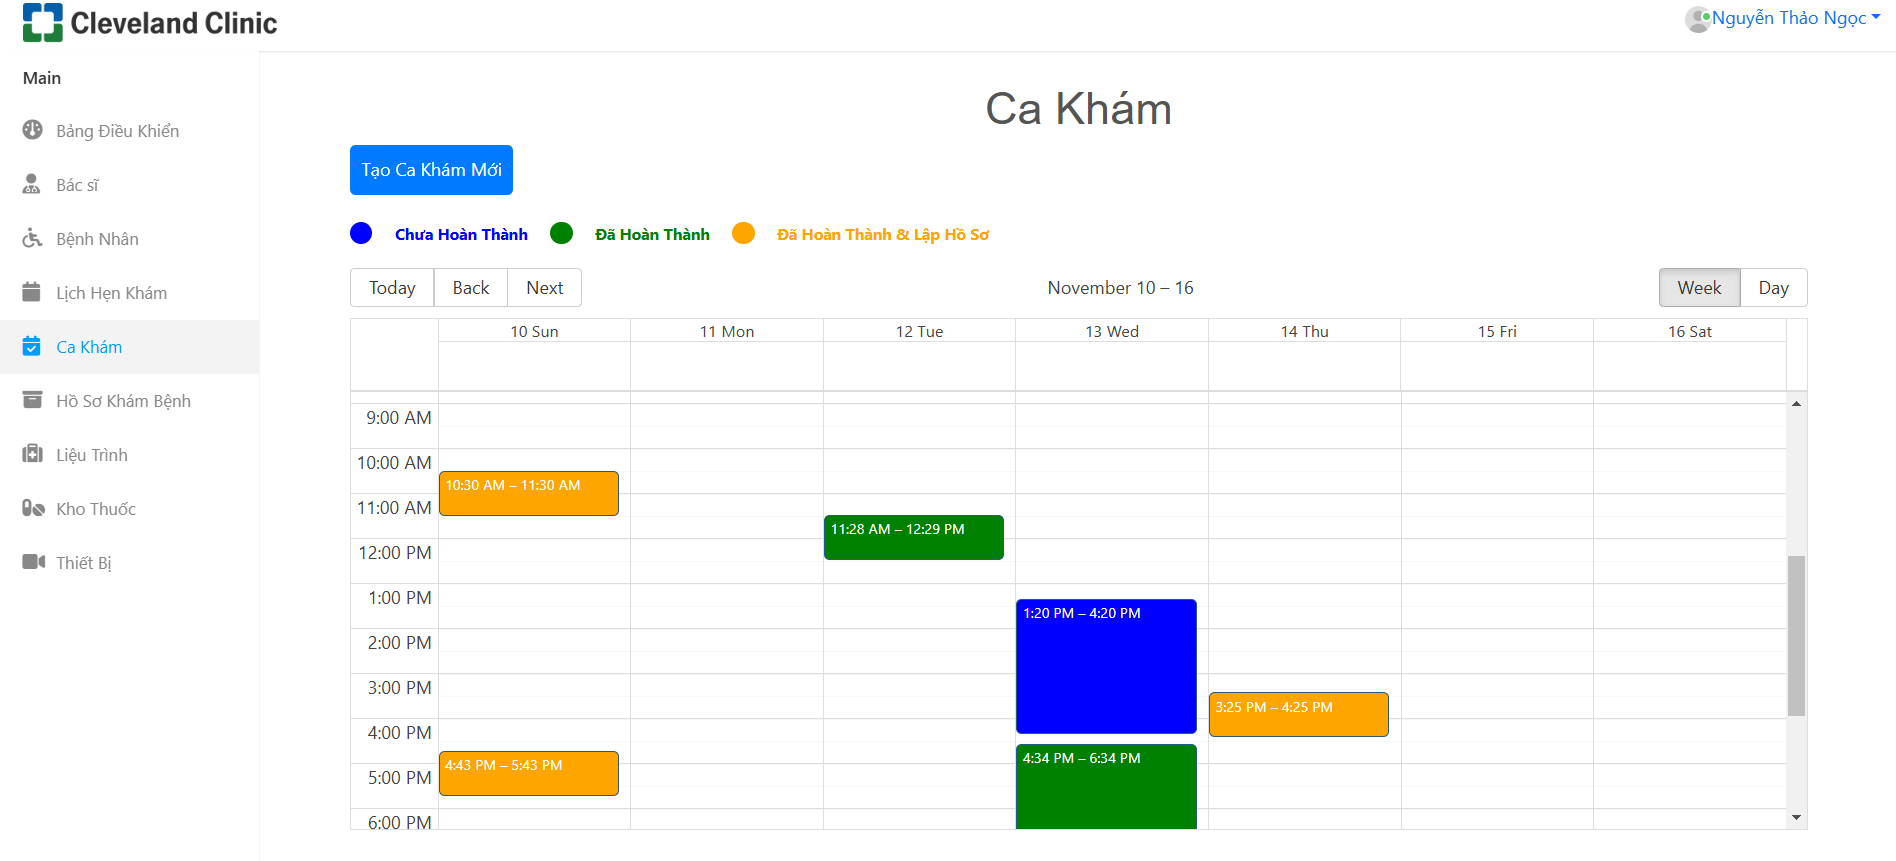 Cleveland Clinic
Nguyễn Thảo Ngọc
Main
Bảng Điều Khiển
Bác sĩ
Bệnh Nhân
Lịch Hẹn Khám
Ca Khám
Hồ Sơ Khám Bệnh
Liệu Trình
Kho Thuốc
Thiết Bị
Ca Khám
Tạo Ca Khám Mới
Chưa Hoàn Thành Đã Hoàn Thành Đã Hoàn Thành & Lập Hồ Sơ
Today Back Next November 10 – 16 Week Day
10 Sun 11 Mon 12 Tue 13 Wed 14 Thu 15 Fri 16 Sat
9:00 AM
10:00 AM
10:30 AM – 11:30 AM
11:00 AM
11:28 AM – 12:29 PM
12:00 PM
1:00 PM
1:20 PM – 4:20 PM
2:00 PM
3:00 PM
3:25 PM – 4:25 PM
4:00 PM
4:34 PM – 6:34 PM
4:43 PM – 5:43 PM
5:00 PM
6:00 PM